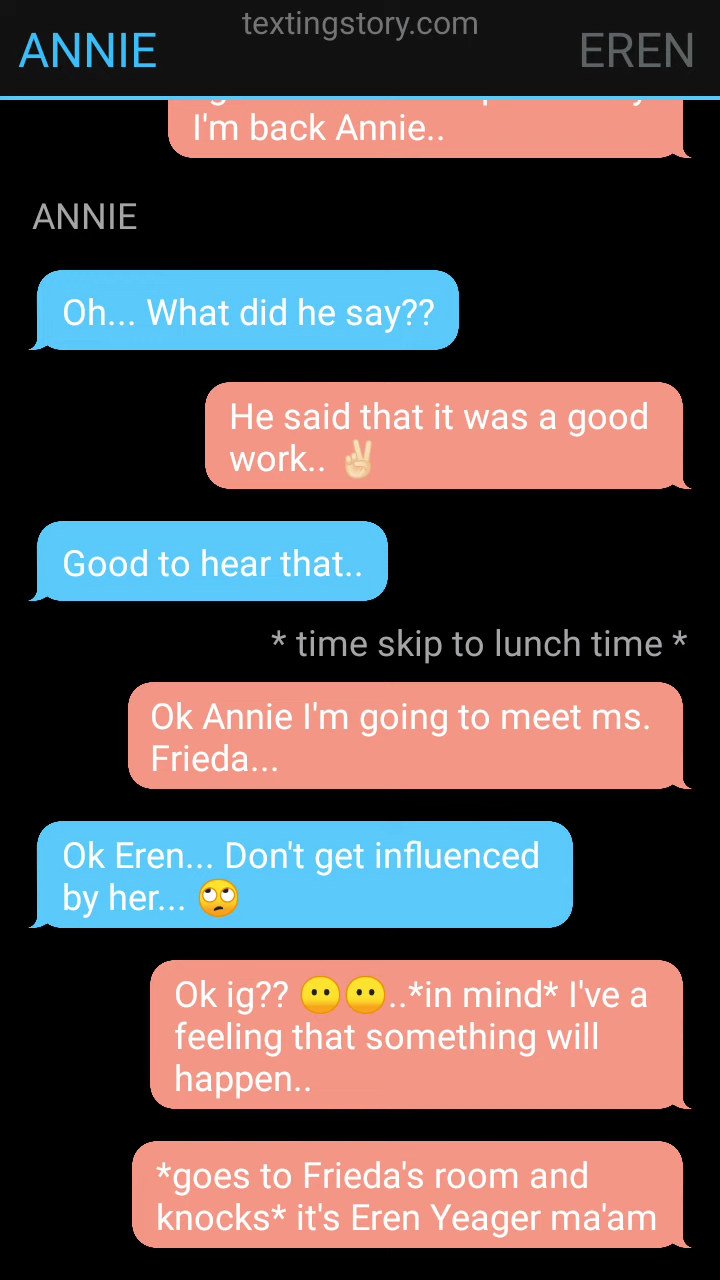 textingstory.com
ANNIE
EREN
I'm back Annie..
ANNIE
Oh... What did he say??
He said that it was a good
work.. ✌🏻
Good to hear that..
* time skip to lunch time *
Ok Annie I'm going to meet ms.
Frieda...
Ok Eren... Don't get influenced
by her... 🙄
Ok ig?? 😶😶..*in mind* I've a
feeling that something will
happen..
*goes to Frieda's room and
knocks* it's Eren Yeager ma'am